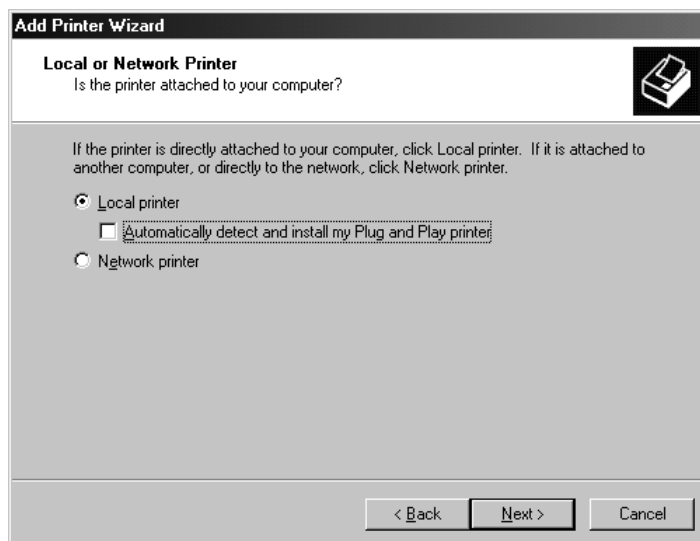 Add Printer Wizard
Local or Network Printer
Is the printer attached to your computer?
If the printer is directly attached to your computer, click Local printer. If it is attached to
another computer, or directly to the network, click Network printer.
Local printer
Automatically detect and install my Plug and Play printer
Network printer
< Back
Next >
Cancel